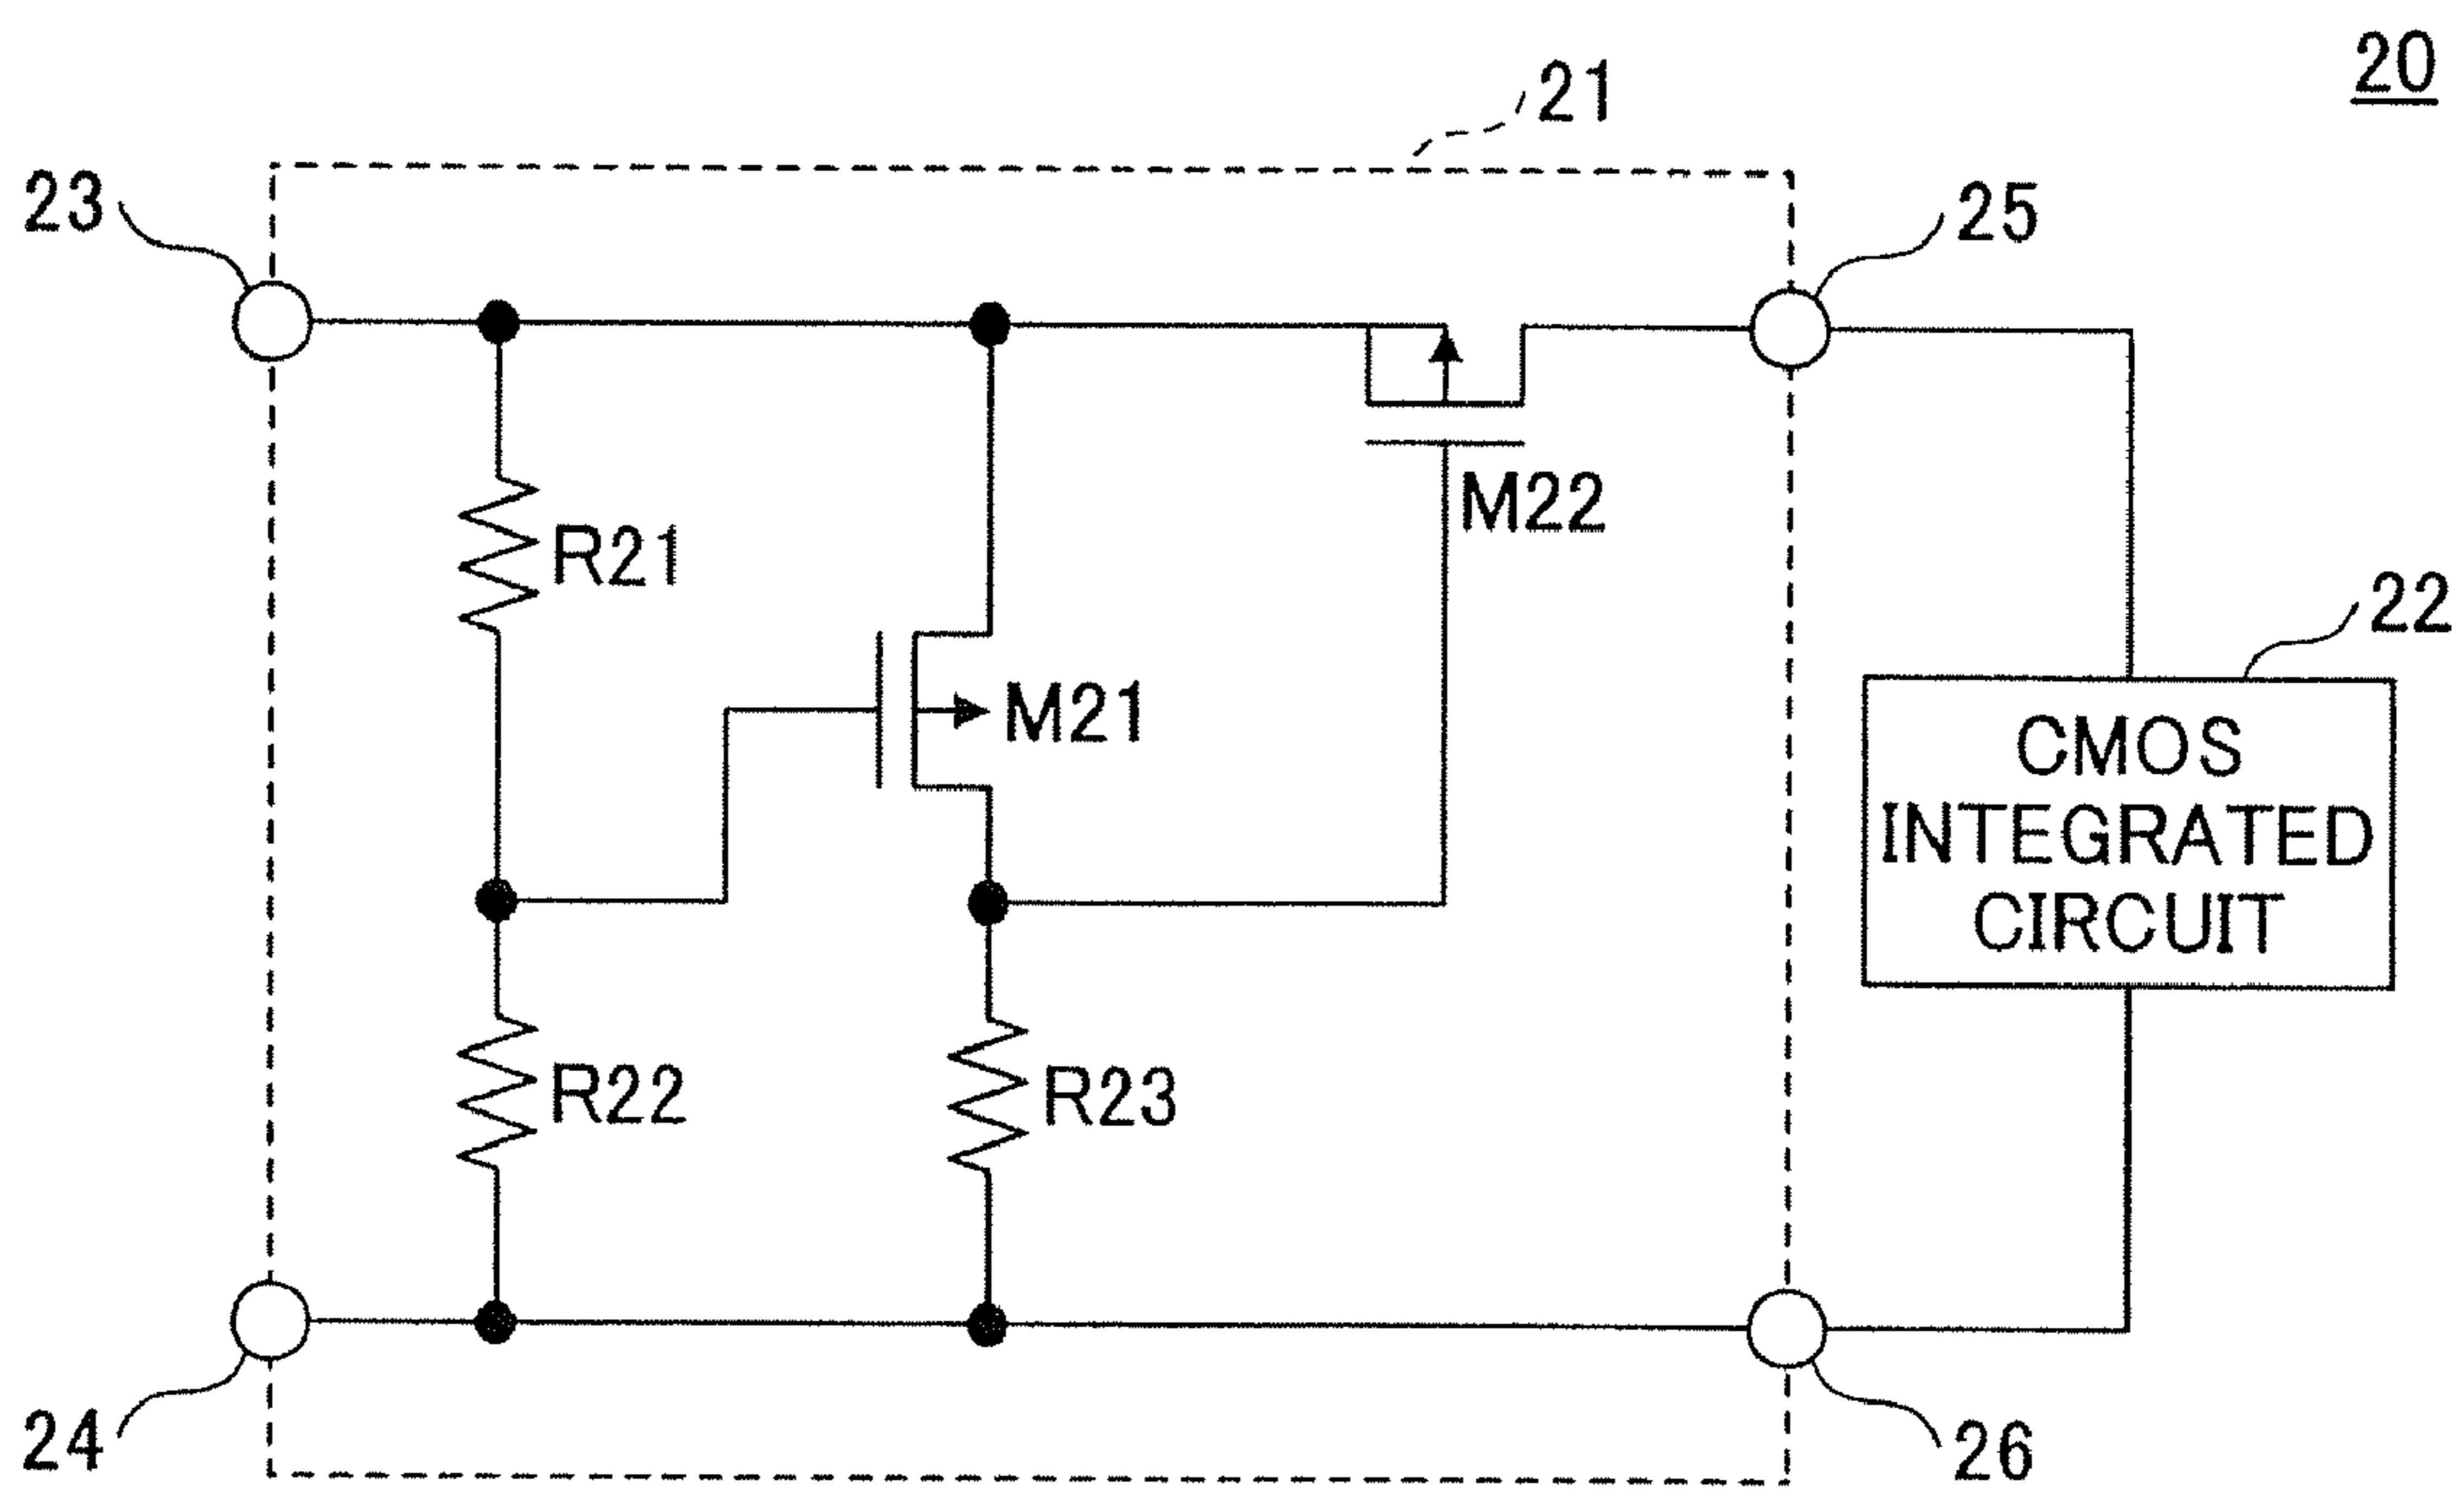 20
21
23
25
R21
M22
22
M21
CMOS
INTEGRATED
CIRCUIT
R22
R23
24
26